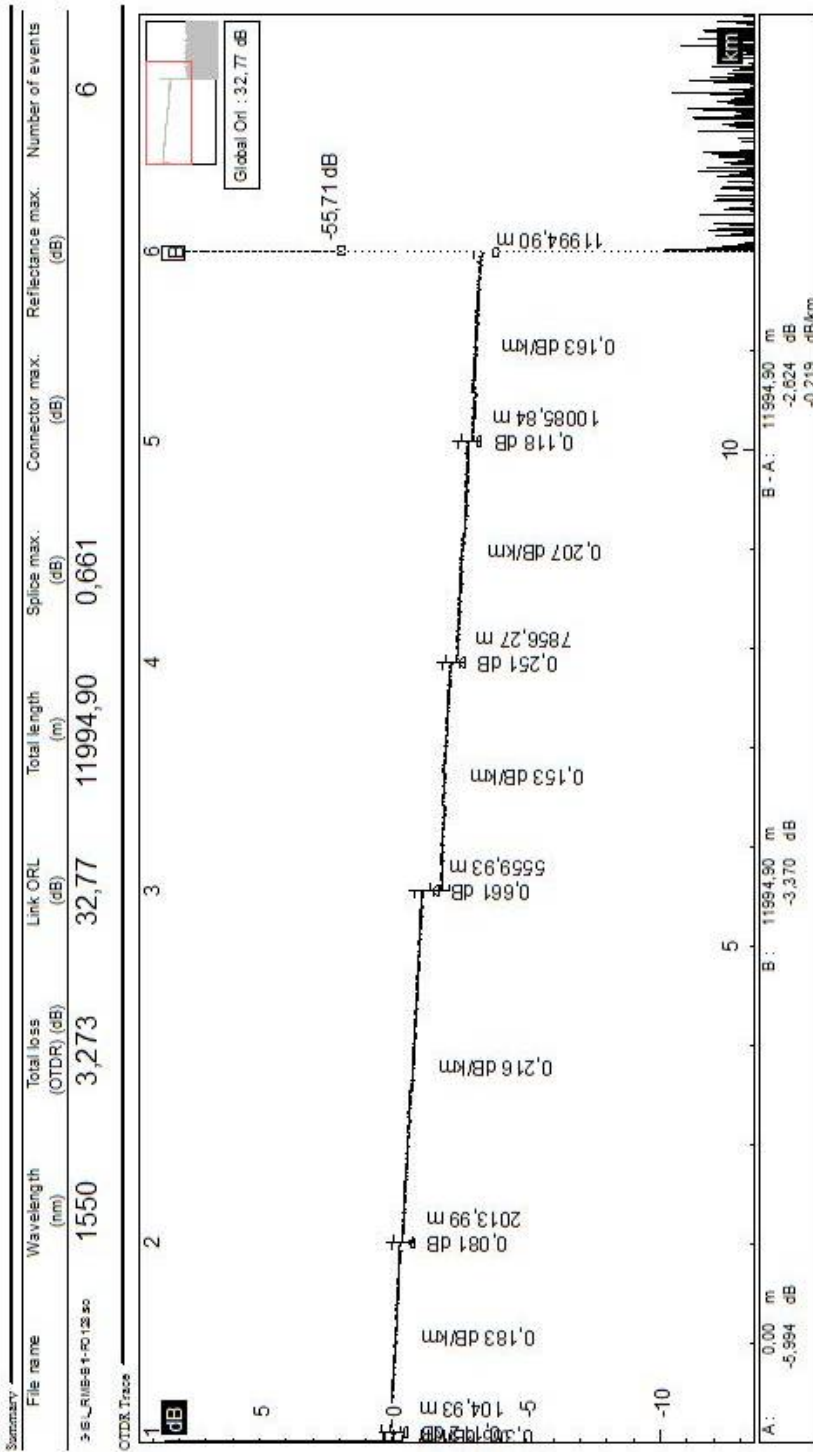 Summary
File name Wavelength (nm) Total loss (OTDR) (dB) Link ORL (dB) Total length (m) Splice max. (dB) Connector max. (dB) Reflectance max. (dB) Number of events
1550 3,273 32,77 11994,90 0,661 6
OTDR Trace
1 2 3 4 5 6
dB
Global Orl : 32,77 dB
5
0
-5
-10
104,93 m
0,183 dB/km
0,081 dB
2013,99 m
0,216 dB/km
0,661 dB
5559,93 m
0,153 dB/km
0,251 dB
7856,27 m
0,207 dB/km
0,118 dB
10085,84 m
0,163 dB/km
-55,71 dB
11994,90 m
5 10 km
A : 0,00 m B : 11994,90 m B - A : 11994,90 m
-5,994 dB -3,370 dB -2,624 dB
-0,219 dB/km